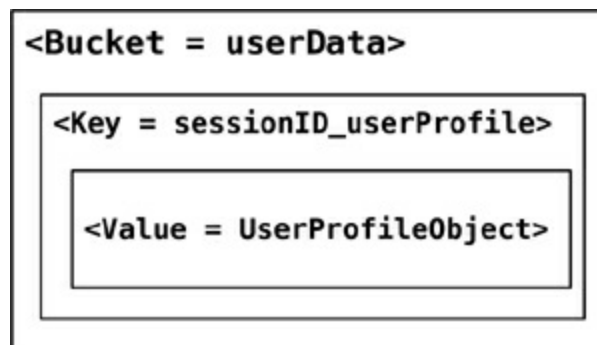 <Bucket = userData>
<Key = sessionID_userProfile>
<Value = UserProfileObject>